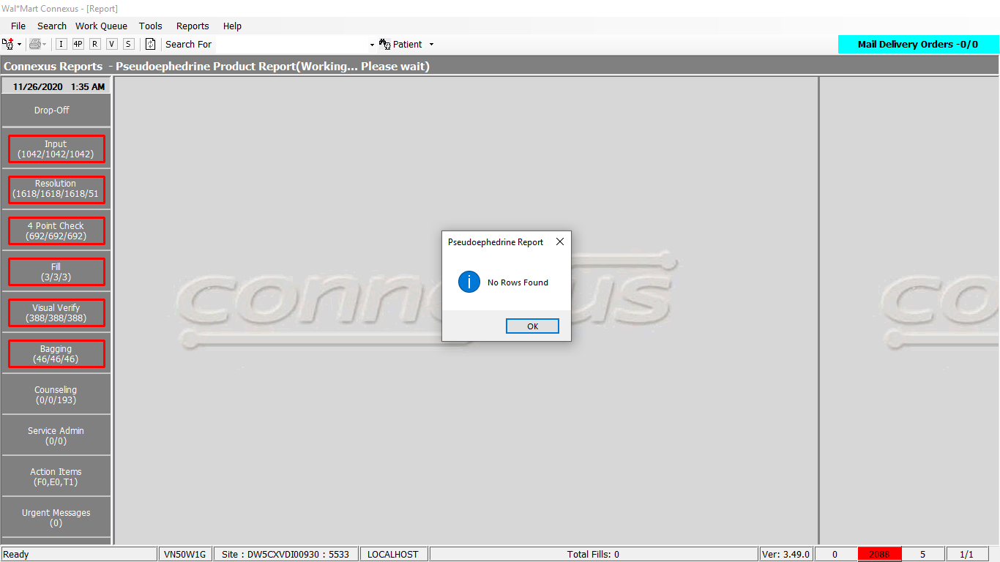 Wal*Mart Connexus - [Report]
File Search Work Queue Tools Reports Help
I 4P R V S Search For Patient Mail Delivery Orders -0/0
Connexus Reports - Pseudoephedrine Product Report(Working... Please wait)
11/26/2020 1:35 AM
Drop-Off
Input
(1042/1042/1042)
Resolution
(1618/1618/1618/51
4 Point Check
(692/692/692)
Fill
(3/3/3)
Visual Verify
(388/388/388)
Bagging
(46/46/46)
Counseling
(0/0/193)
Service Admin
(0/0)
Action Items
(F0,E0,T1)
Urgent Messages
(0)
connexus
co
Pseudoephedrine Report
No Rows Found
OK
Ready VN50W1G Site : DW5CXVDI00930 : 5533 LOCALHOST Total Fills: 0 Ver: 3.49.0 0 2088 5 1/1